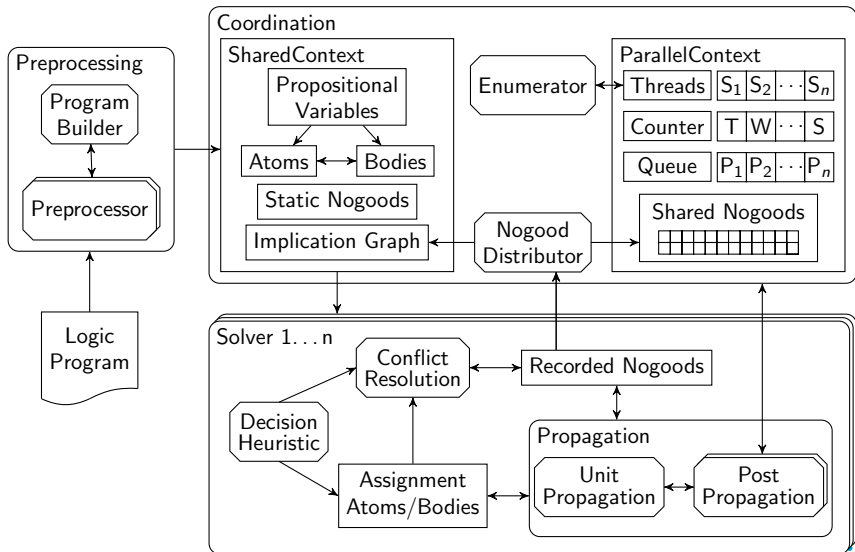 Coordination
Preprocessing
Program
Builder
Preprocessor
Logic
Program
SharedContext
Propositional
Variables
Atoms
Bodies
Static Nogoods
Implication Graph
Enumerator
Nogood
Distributor
ParallelContext
Threads S1 S2 ··· Sn
Counter T W ··· S
Queue P1 P2 ··· Pn
Shared Nogoods
Solver 1...n
Conflict
Resolution
Recorded Nogoods
Decision
Heuristic
Assignment
Atoms/Bodies
Propagation
Unit
Propagation
Post
Propagation